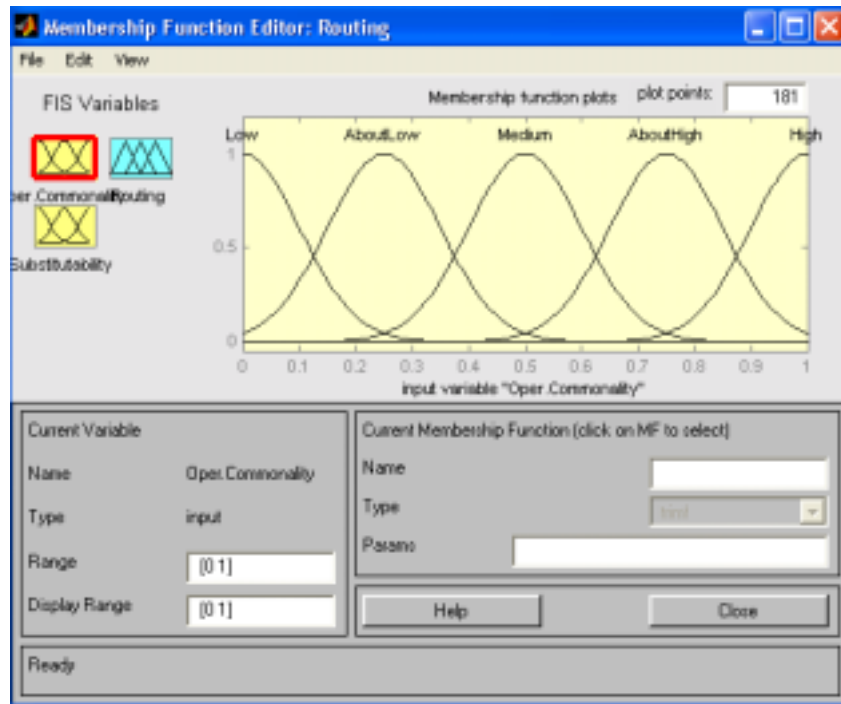 Membership Function Editor: Routing
File Edit View
FIS Variables
Membership function plots plot points: 181
Low AboutLow Medium AboutHigh High
1
0.5
0
0 0.1 0.2 0.3 0.4 0.5 0.6 0.7 0.8 0.9 1
input variable "Oper.Commonality"
Substitutability
Current Variable
Name Oper.Commonality
Type input
Range [0 1]
Display Range [0 1]
Current Membership Function (click on MF to select)
Name
Type trimf
Params
Help Close
Ready